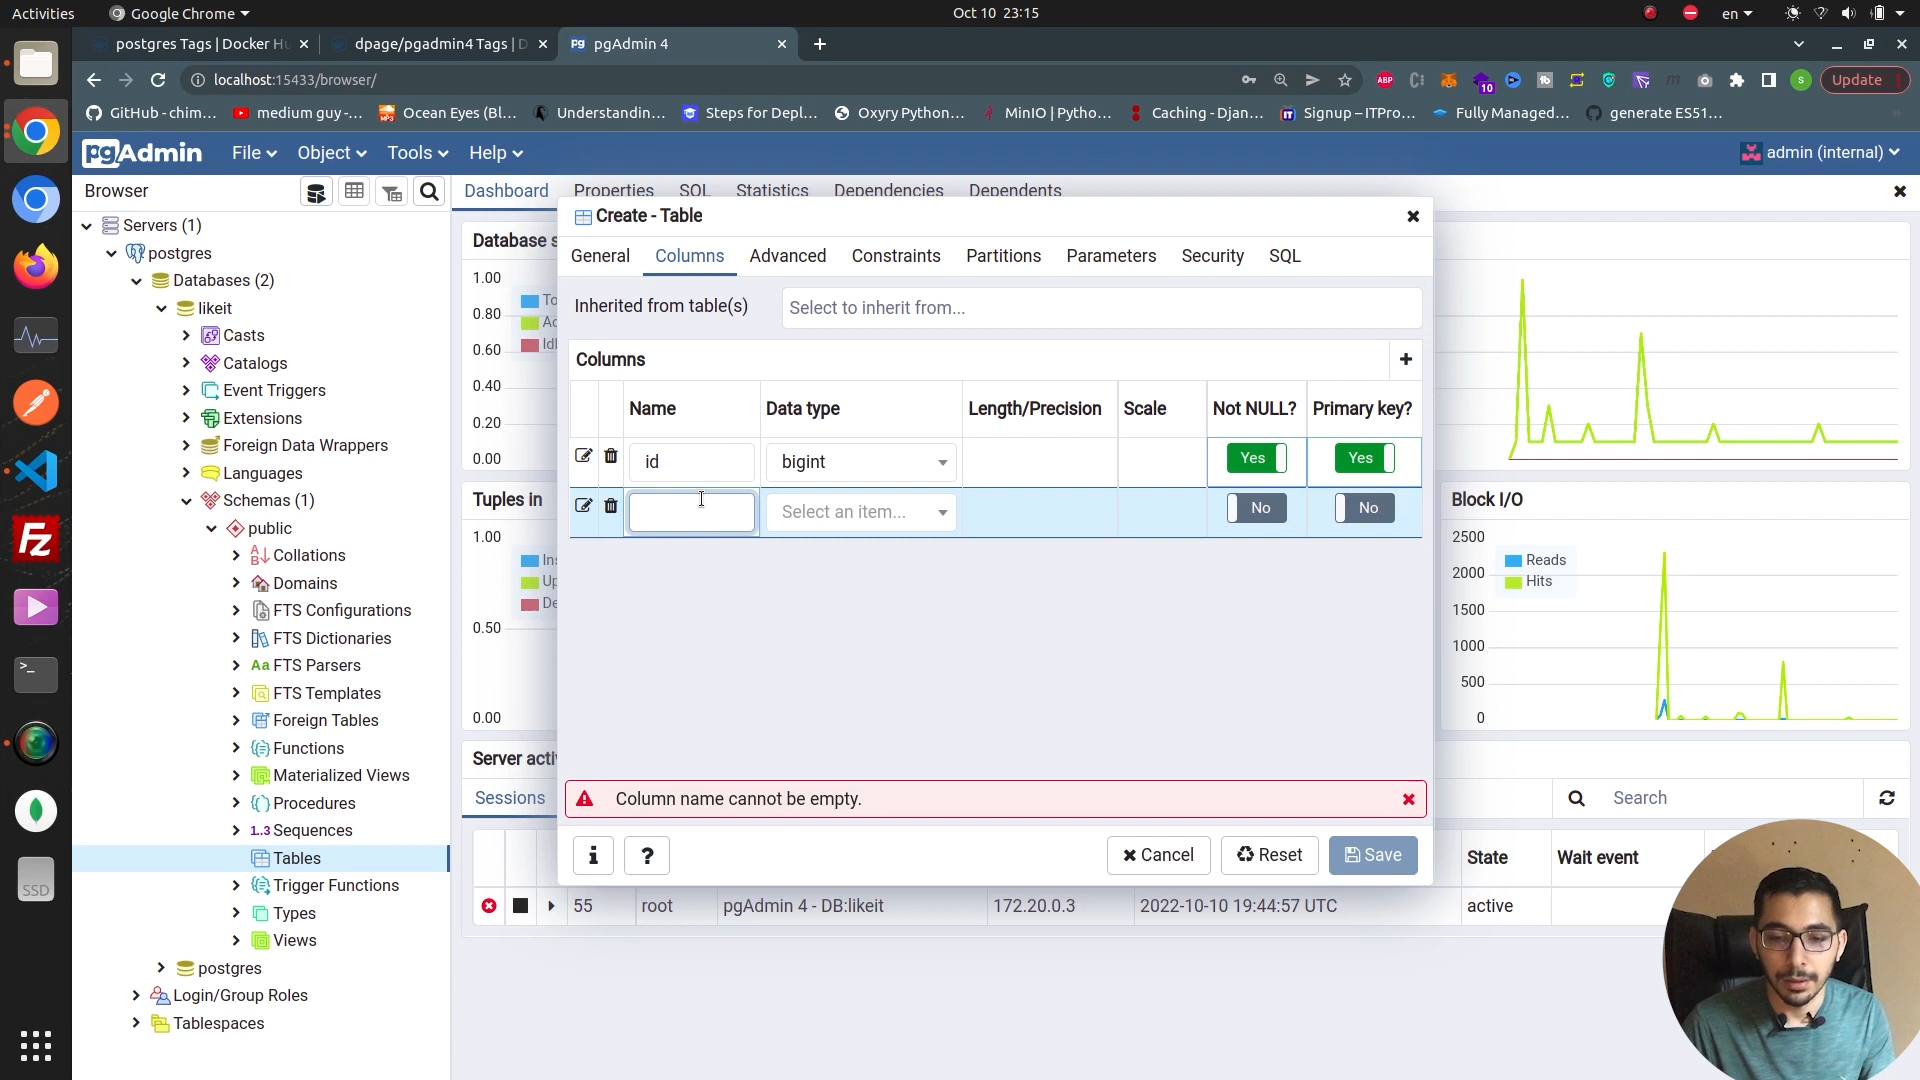 Activities
Google Chrome
Oct 10 23:15
en
postgres Tags | Docker Hu
dpage/pgadmin4 Tags | D
pgAdmin 4
localhost:15433/browser/
ABP
10
S
Update
GitHub - chim...
medium guy -...
Ocean Eyes (Bl...
Understandin...
Steps for Depl...
Oxyry Python...
MinIO | Pytho...
Caching - Djan...
Signup – ITPro...
Fully Managed...
generate ES51...
pgAdmin
File
Object
Tools
Help
admin (internal)
Browser
Dashboard
Properties
SQL
Statistics
Dependencies
Dependents
Servers (1)
postgres
Databases (2)
likeit
Casts
Catalogs
Event Triggers
Extensions
Foreign Data Wrappers
Languages
Schemas (1)
public
Collations
Domains
FTS Configurations
FTS Dictionaries
Aa FTS Parsers
FTS Templates
Foreign Tables
Functions
Materialized Views
Procedures
1..3 Sequences
Tables
Trigger Functions
Types
Views
postgres
Login/Group Roles
Tablespaces
SSD
Database s
1.00
0.80
0.60
0.40
0.20
0.00
Tuples in
1.00
0.50
0.00
Server activ
Sessions
Create - Table
General
Columns
Advanced
Constraints
Partitions
Parameters
Security
SQL
Inherited from table(s)
Select to inherit from...
Columns
Name
Data type
Length/Precision
Scale
Not NULL?
Primary key?
id
bigint
Yes
Yes
Select an item...
No
No
Column name cannot be empty.
Cancel
Reset
Save
Block I/O
2500
2000
1500
1000
500
0
Reads
Hits
Search
State
Wait event
55
root
pgAdmin 4 - DB:likeit
172.20.0.3
2022-10-10 19:44:57 UTC
active